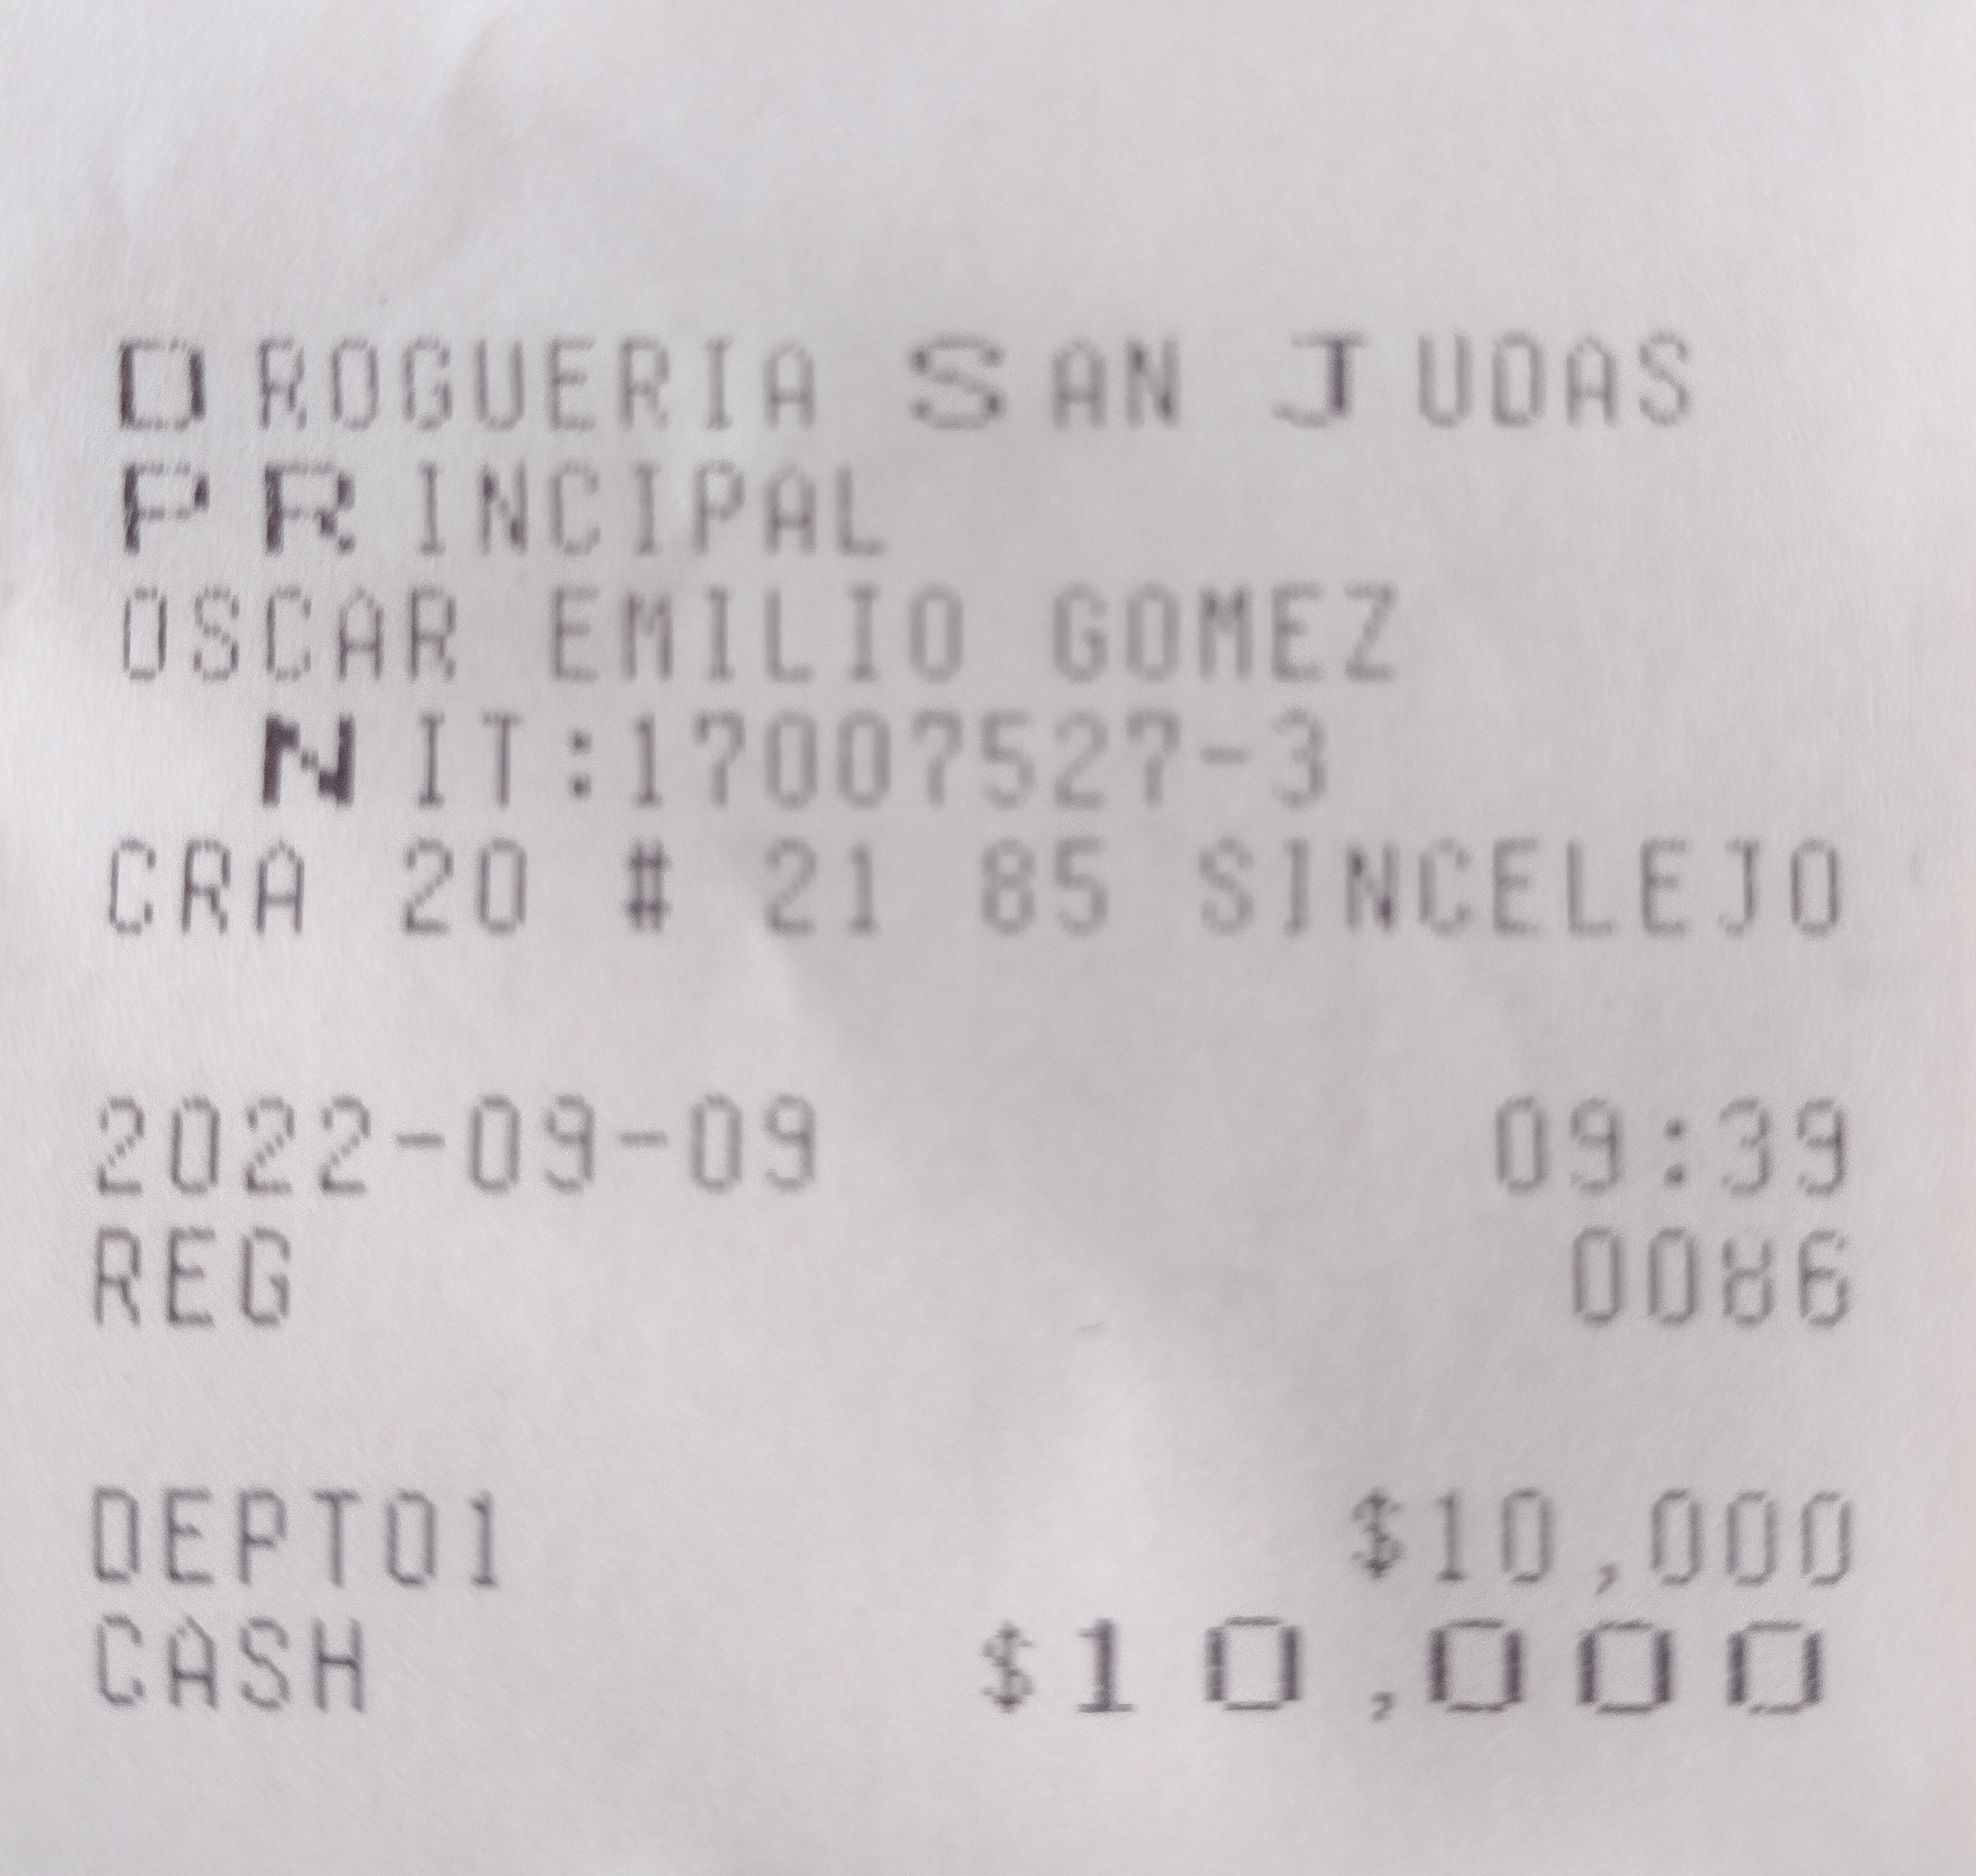 DROGUERIA SAN JUDAS
PRINCIPAL
OSCAR EMILIO GOMEZ
NIT:17007527-3
CRA 20 # 21 85 SINCELEJO
2022-09-09 09:39
REG 0086
DEPT01 $10,000
CASH $10,000